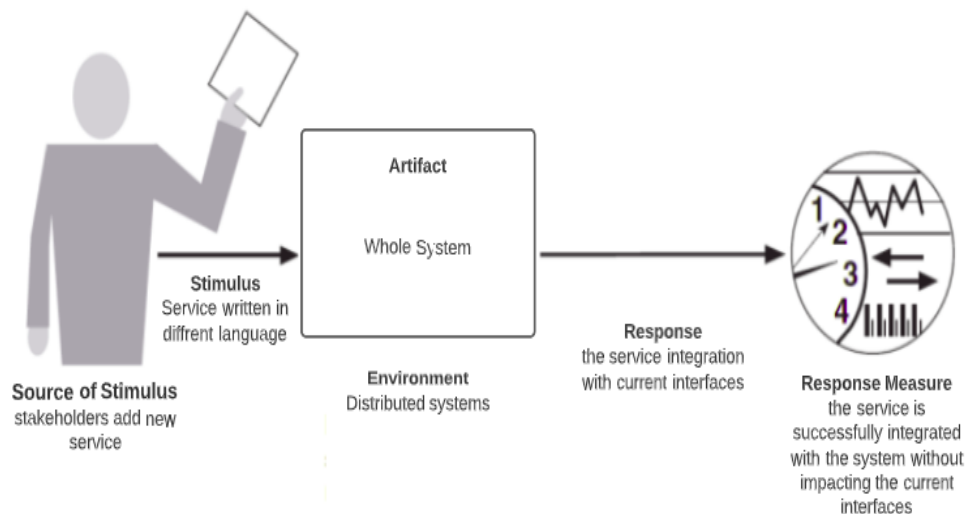 Artifact
Whole System
Stimulus
Service written in
diffrent language
Source of Stimulus
stakeholders add new
service
Environment
Distributed systems
Response
the service integration
with current interfaces
1
2
3
4
Response Measure
the service is
successfully integrated
with the system without
impacting the current
interfaces